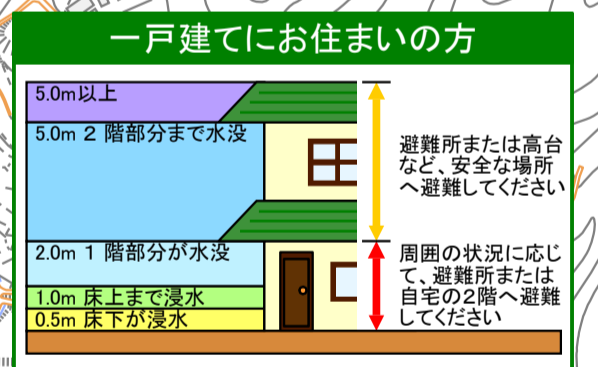 一戸建てにお住まいの方
5.0m以上
5.0m 2 階部分まで水没
避難所または高台
など、安全な場所
へ避難してください
2.0m 1 階部分が水没
1.0m 床上まで浸水
0.5m 床下が浸水
周囲の状況に応じ
て、避難所または
自宅の2階へ避難
してください